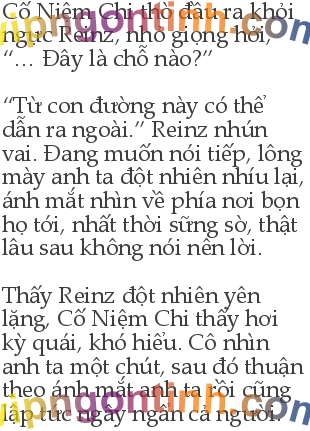 Cố Niệm Chi thò đầu ra khỏi
ngực Reinz, nhỏ giọng hỏi,
“… Đây là chỗ nào?”
“Từ con đường này có thể
dẫn ra ngoài.” Reinz nhún
vai. Đang muốn nói tiếp, lông
mày anh ta đột nhiên nhíu lại,
ánh mắt nhìn về phía nơi bọn
họ tới, nhất thời sững sờ, thật
lâu sau không nói nên lời.
Thấy Reinz đột nhiên yên
lặng, Cố Niệm Chi thấy hơi
kỳ quái, khó hiểu. Cô nhìn
anh ta một chút, sau đó thuận
theo ánh mắt anh ta rồi cũng
lập tức ngây ngẩn cả người.
vipngontinh.com
vipngontinh.com